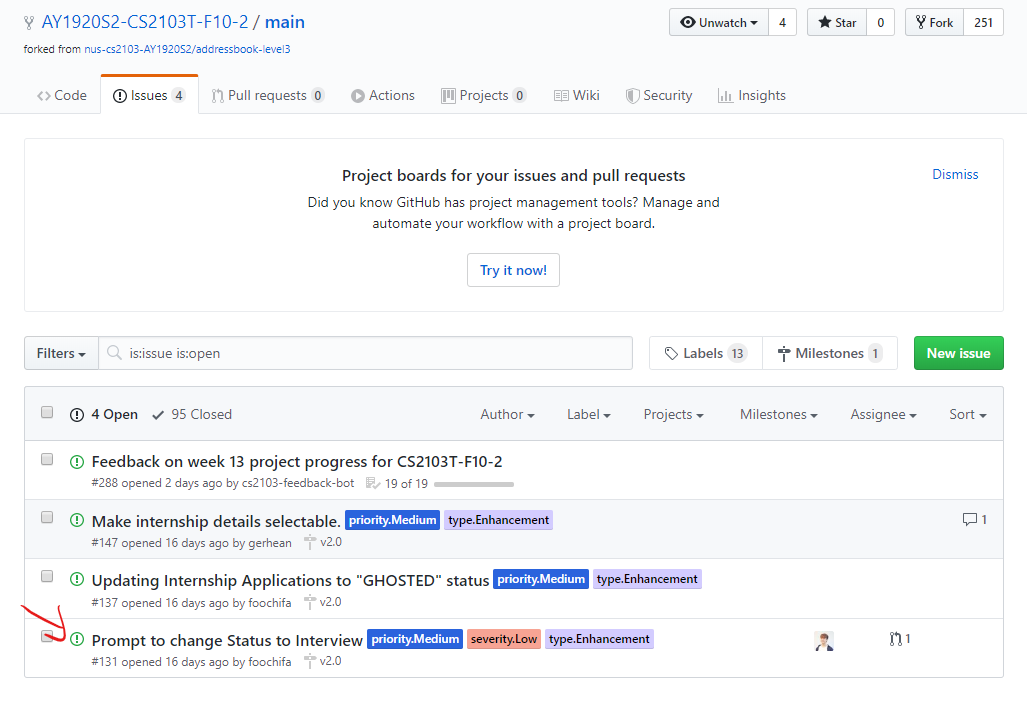 AY1920S2-CS2103T-F10-2 / main
Unwatch 4 Star 0 Fork 251
forked from nus-cs2103-AY1920S2/addressbook-level3
Code Issues 4 Pull requests 0 Actions Projects 0 Wiki Security Insights
Project boards for your issues and pull requests
Dismiss
Did you know GitHub has project management tools? Manage and
automate your workflow with a project board.
Try it now!
Filters is:issue is:open Labels 13 Milestones 1 New issue
4 Open 95 Closed Author Label Projects Milestones Assignee Sort
Feedback on week 13 project progress for CS2103T-F10-2
#288 opened 2 days ago by cs2103-feedback-bot 19 of 19
Make internship details selectable. priority.Medium type.Enhancement 1
#147 opened 16 days ago by gerhean v2.0
Updating Internship Applications to "GHOSTED" status priority.Medium type.Enhancement
#137 opened 16 days ago by foochifa v2.0
Prompt to change Status to Interview priority.Medium severity.Low type.Enhancement 1
#131 opened 16 days ago by foochifa v2.0